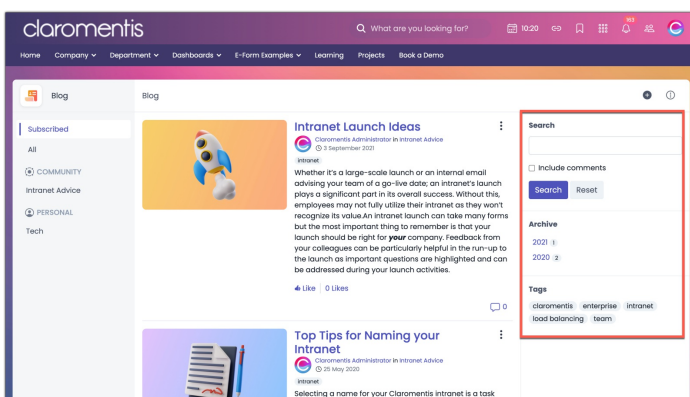 claromentis
What are you looking for?
10:20
193
Home Company Department Dashboards E-Form Examples Learning Projects Book a Demo
Blog
Blog
Subscribed
All
COMMUNITY
Intranet Advice
PERSONAL
Tech
Intranet Launch Ideas
Claromentis Administrator in Intranet Advice
3 September 2021
intranet
Whether it's a large-scale launch or an internal email
advising your team of a go-live date; an intranet's launch
plays a significant part in its overall success. Without this,
employees may not fully utilize their intranet as they won't
recognize its value.An intranet launch can take many forms
but the most important thing to remember is that your
launch should be right for your company. Feedback from
your colleagues can be particularly helpful in the run-up to
the launch as important questions are highlighted and can
be addressed during your launch activities.
Like 0 Likes
0
Top Tips for Naming your
Intranet
Claromentis Administrator in Intranet Advice
25 May 2020
intranet
Selecting a name for your Claromentis intranet is a task
Search
Include comments
Search Reset
Archive
2021 1
2020 2
Tags
claromentis enterprise intranet
load balancing team